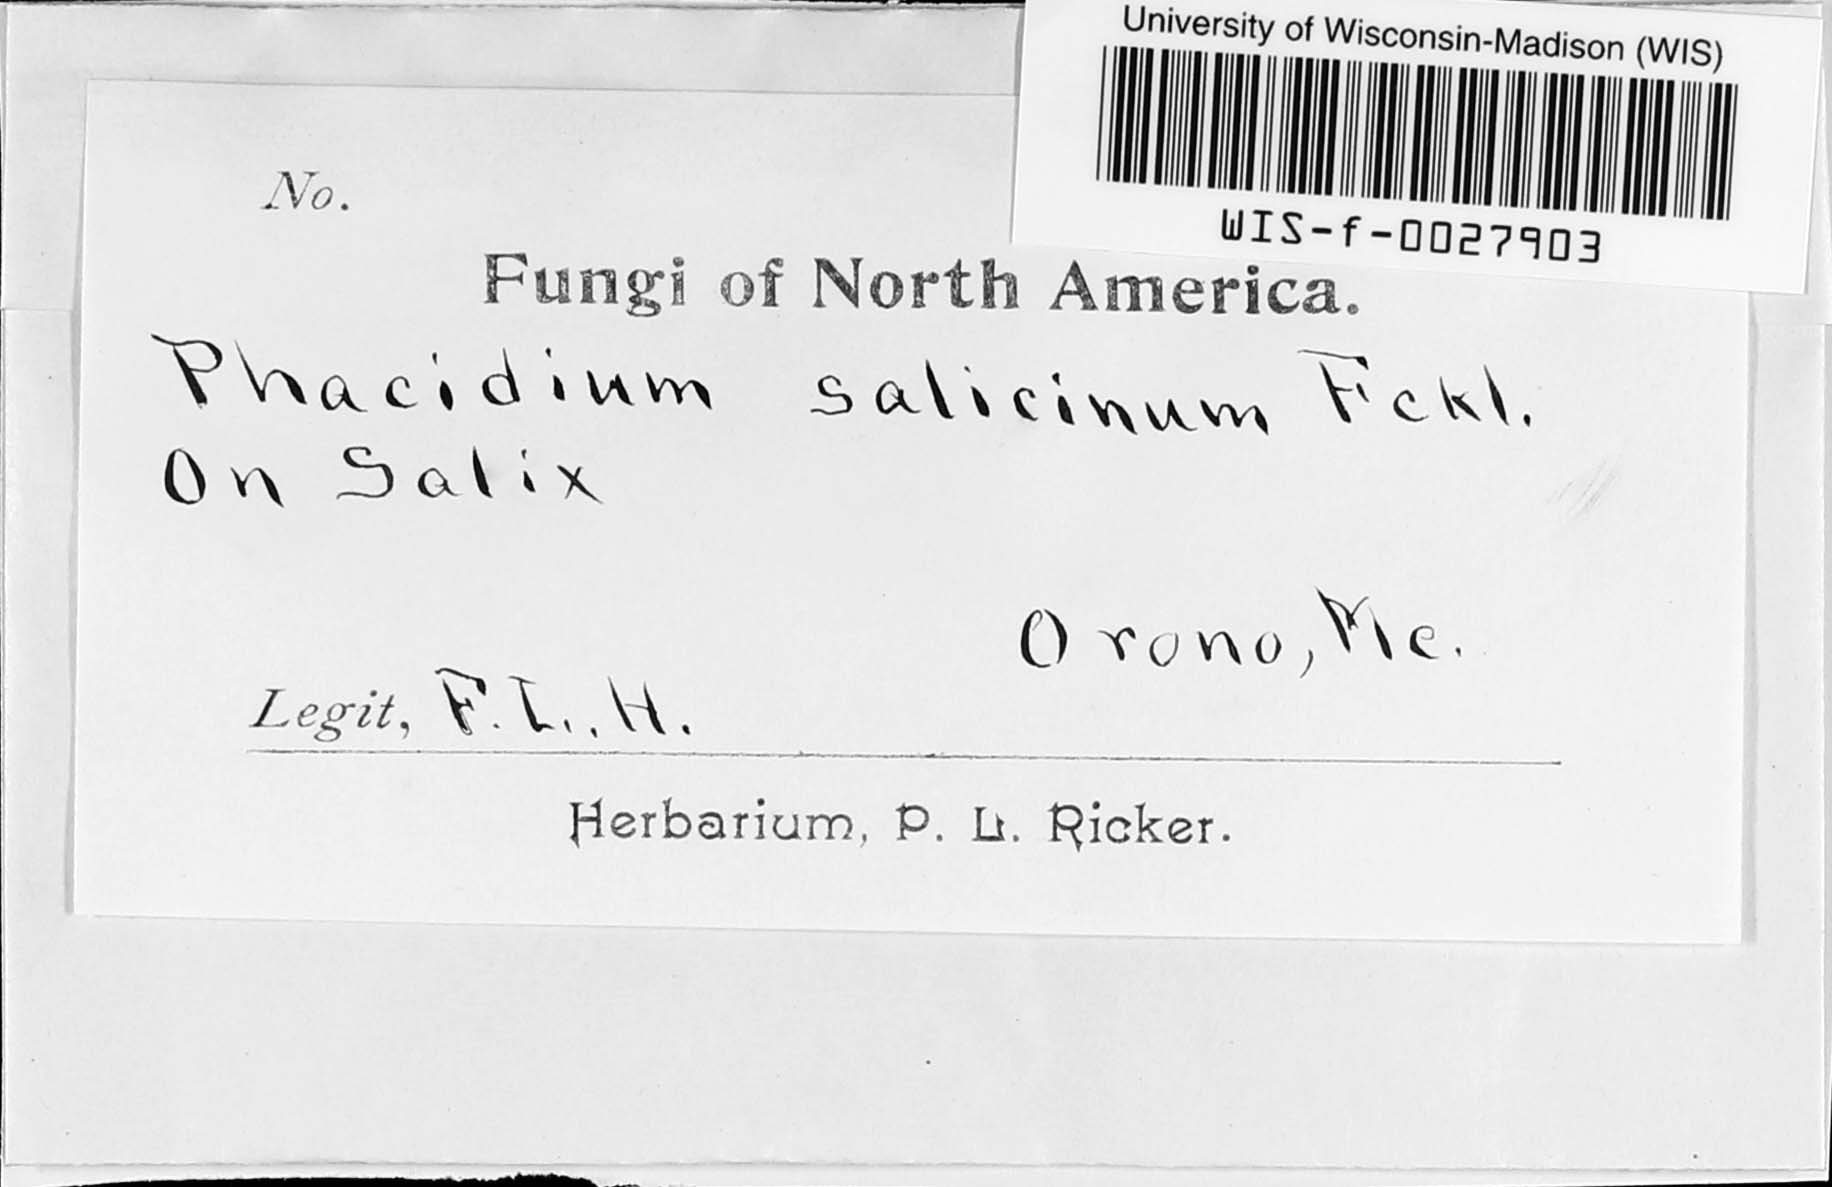 University of Wisconsin-Madison (WIS)
WIS-f-0027903
No.
Fungi of North America.
Phacidium salicinum Fckl.
On Salix
Orono, Me.
Legit, F. L. H.
Herbarium, P. L. Ricker.